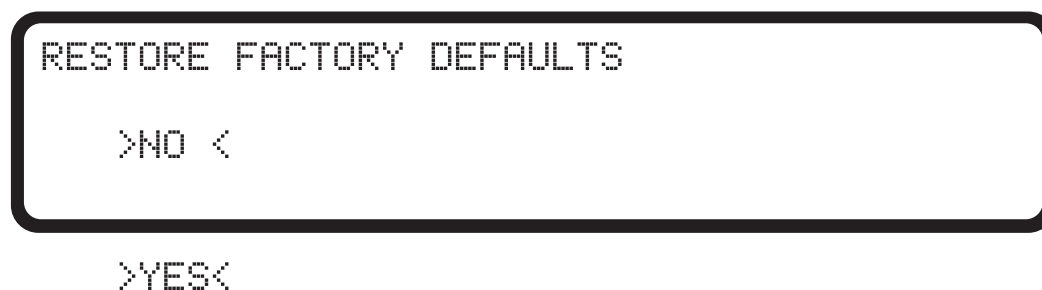 RESTORE FACTORY DEFAULTS
>NO <
>YES<